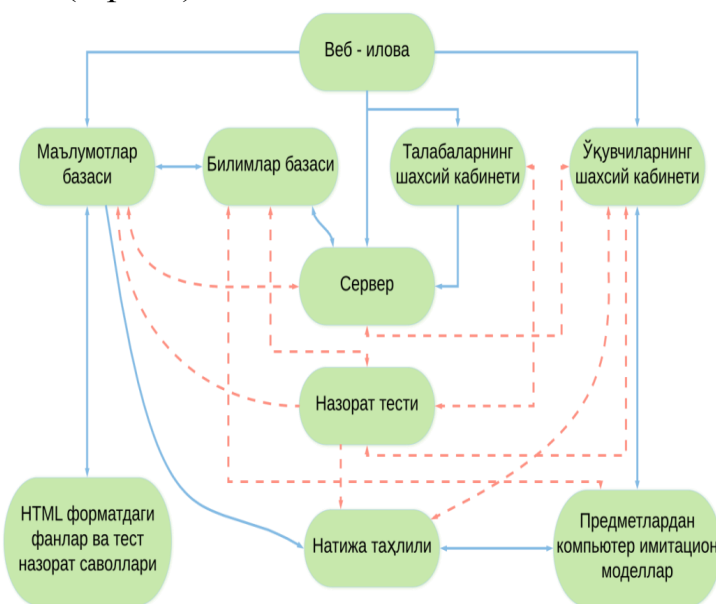 Веб - илова
Маълумотлар
базаси
Билимлар базаси
Талабаларнинг
шахсий кабинети
Ўқувчиларнинг
шахсий кабинети
Сервер
Назорат тести
HTML форматдаги
фанлар ва тест
назорат саволлари
Натижа таҳлили
Предметлардан
компьютер имитацион
моделлар